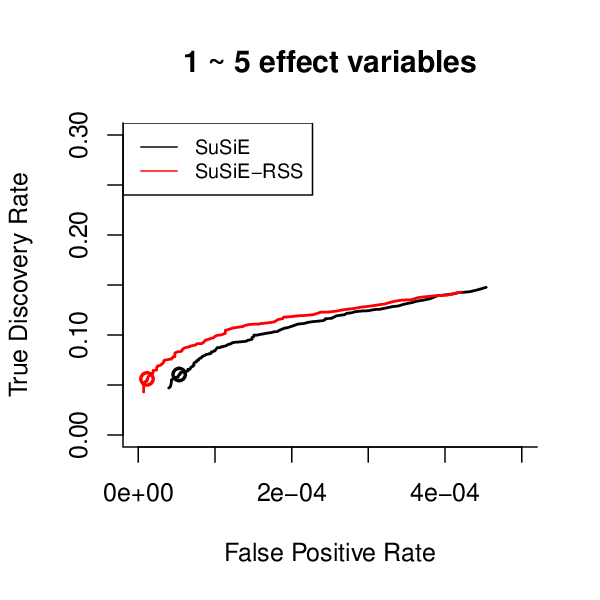 1 ~ 5 effect variables
SuSiE
SuSiE−RSS
True Discovery Rate
0.30
0.20
0.10
0.00
0e+00 2e−04 4e−04
False Positive Rate